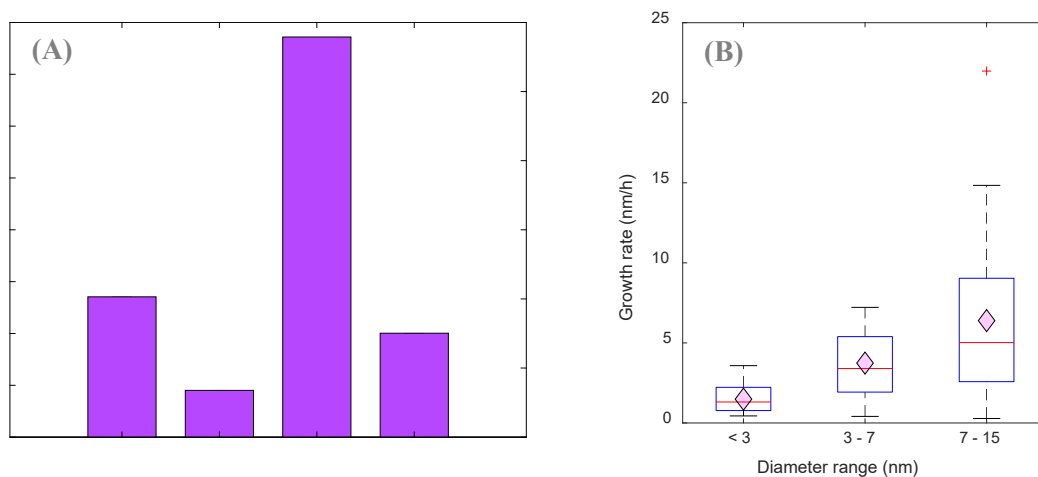 (A)
(B)
25
20
15
10
5
0
Growth rate (nm/h)
< 3
3 - 7
7 - 15
Diameter range (nm)